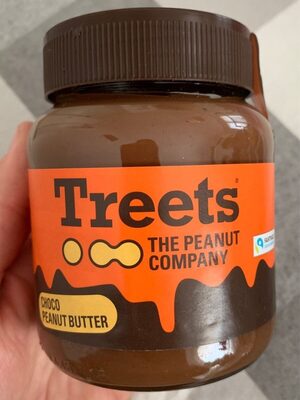 Treets
THE PEANUT
COMPANY
CHOCO
PEANUT BUTTER